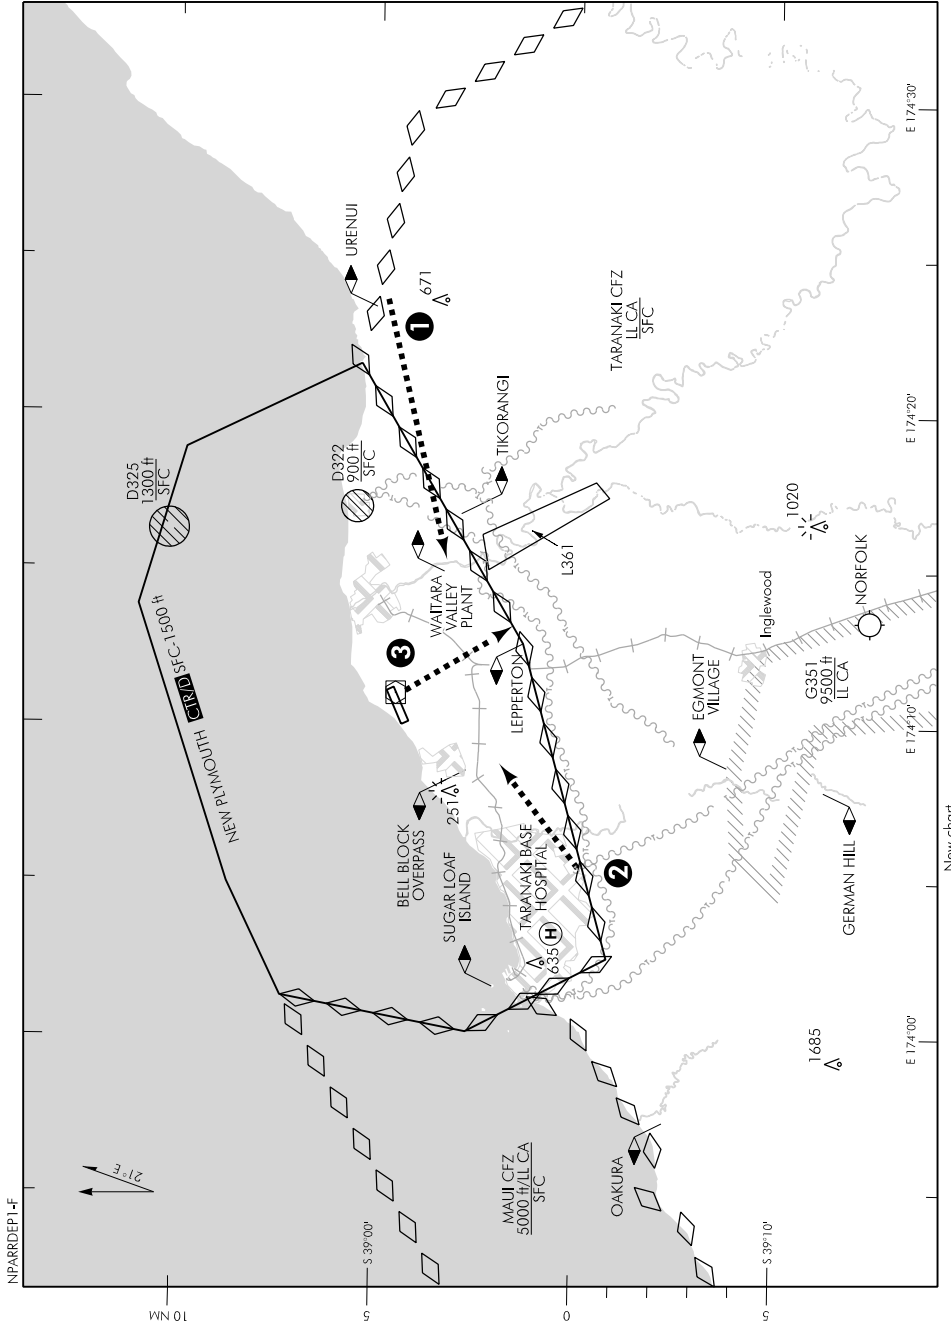 NPARRDEP1-F
21°E
10 NM
5
0
5
S 39°00'
S 39°10'
NEW PLYMOUTH CTR/D SFC-1500 ft
D325
1300 ft
SFC
D322
900 ft
SFC
URENUI
671
1
TARANAKI CFZ
LL CA
SFC
TIKORANGI
WAITARA
VALLEY
PLANT
L361
3
LEPPERTON
1020
Inglewood
NORFOLK
G351
9500 ft
LL CA
EGMONT
VILLAGE
GERMAN HILL
BELL BLOCK
OVERPASS
251
SUGAR LOAF
ISLAND
TARANAKI BASE
HOSPITAL
H
635
2
MAUI CFZ
5000 ft/LL CA
SFC
OAKURA
1685
E 174°00'
E 174°10'
E 174°20'
E 174°30'